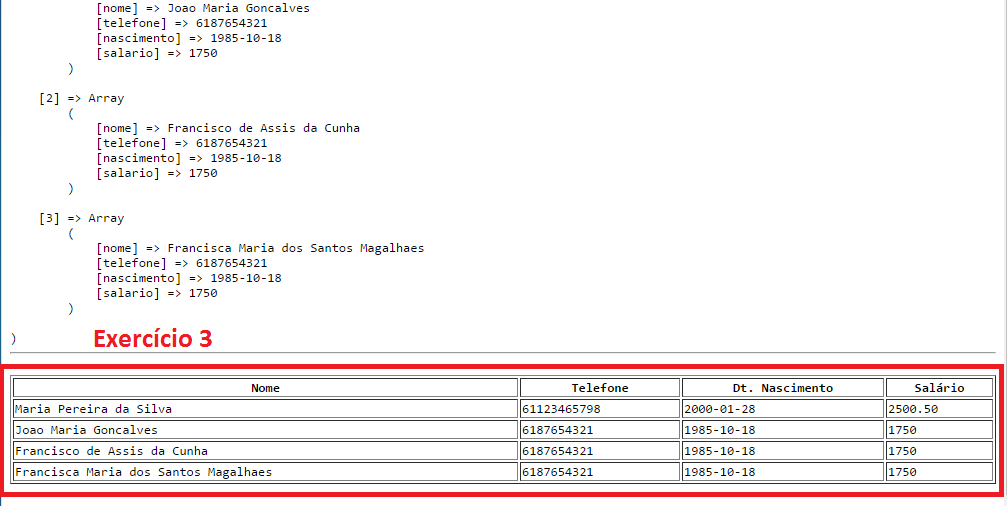 [nome] => Joao Maria Goncalves
[telefone] => 6187654321
[nascimento] => 1985-10-18
[salario] => 1750
)
[2] => Array
(
[nome] => Francisco de Assis da Cunha
[telefone] => 6187654321
[nascimento] => 1985-10-18
[salario] => 1750
)
[3] => Array
(
[nome] => Francisca Maria dos Santos Magalhaes
[telefone] => 6187654321
[nascimento] => 1985-10-18
[salario] => 1750
)
) Exercício 3
Nome Telefone Dt. Nascimento Salário
Maria Pereira da Silva 61123465798 2000-01-28 2500.50
Joao Maria Goncalves 6187654321 1985-10-18 1750
Francisco de Assis da Cunha 6187654321 1985-10-18 1750
Francisca Maria dos Santos Magalhaes 6187654321 1985-10-18 1750